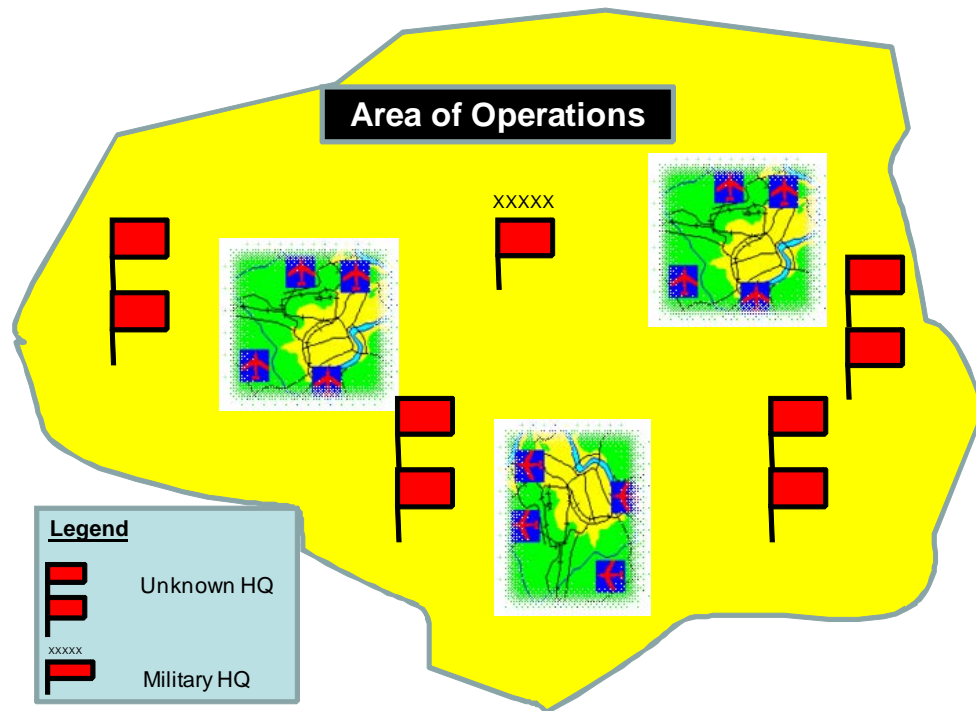 Area of Operations
XXXXX
Legend
Unknown HQ
XXXXX
Military HQ